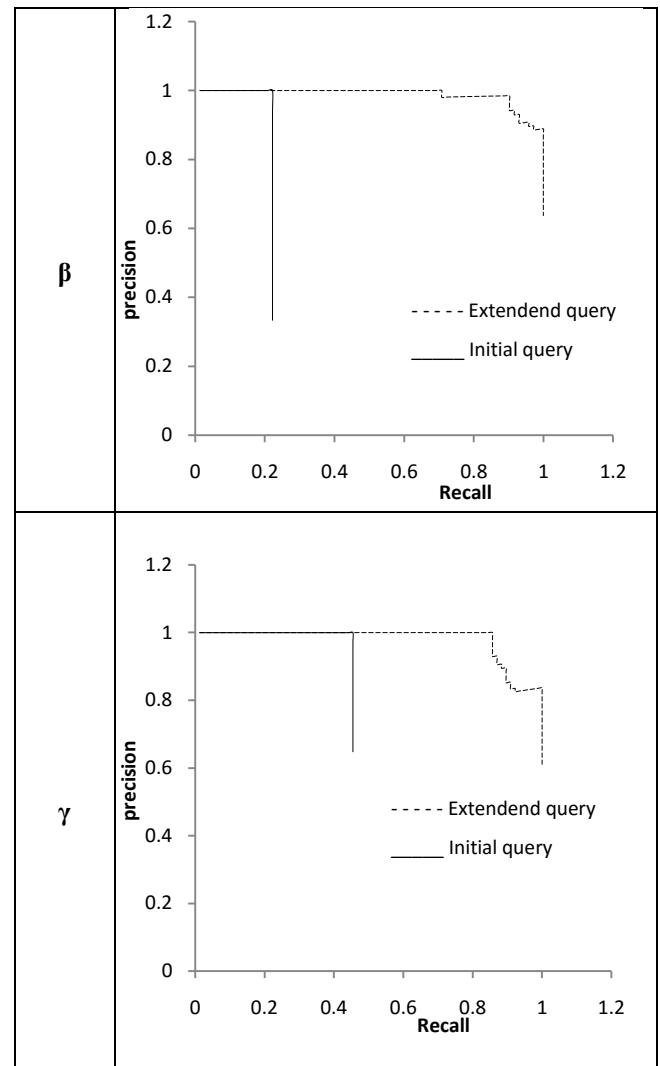 β
1.2
1
0.8
0.6
0.4
0.2
0
precision
- - - - - Extendend query
_____ Initial query
0 0.2 0.4 0.6 0.8 1 1.2
Recall
γ
1.2
1
0.8
0.6
0.4
0.2
0
precision
- - - - - Extendend query
_____ Initial query
0 0.2 0.4 0.6 0.8 1 1.2
Recall